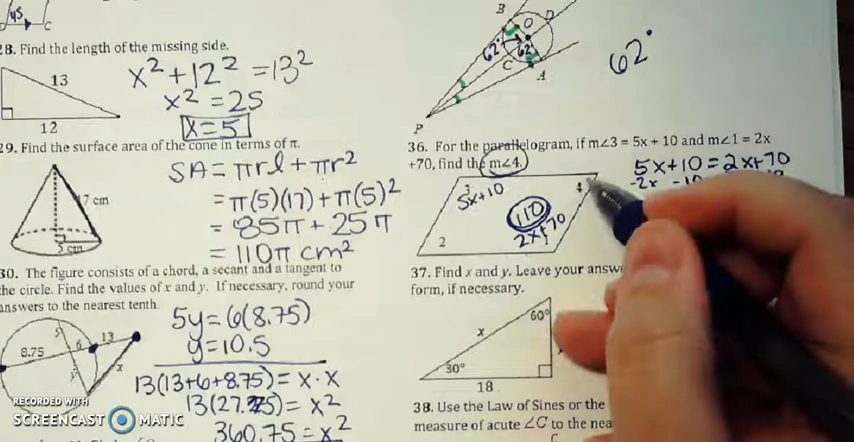 45
C
28. Find the length of the missing side.
13
12
x² + 12² = 13²
x² = 25
x = 5
29. Find the surface area of the cone in terms of π.
17 cm
5 cm
SA = πrl + πr²
= π(5)(17) + π(5)²
= 85π + 25π
= 110π cm²
30. The figure consists of a chord, a secant and a tangent to
the circle. Find the values of x and y. If necessary, round your
answers to the nearest tenth.
8.75
5
6
13
y
x
5y = 6(8.75)
y = 10.5
13(13+6+8.75) = x · x
13(27.75) = x²
360.75 = x²
B
D
O
62°
62
C
A
P
62°
36. For the parallelogram, if m∠3 = 5x + 10 and m∠1 = 2x
+70, find the m∠4.
5x+10 = 2x+70
-2x -10
3
5x+10
4
110
2x+70
1
2
37. Find x and y. Leave your answ
form, if necessary.
60°
x
30°
18
38. Use the Law of Sines or the
measure of acute ∠C to the nea
C
RECORDED WITH
SCREENCAST MATIC